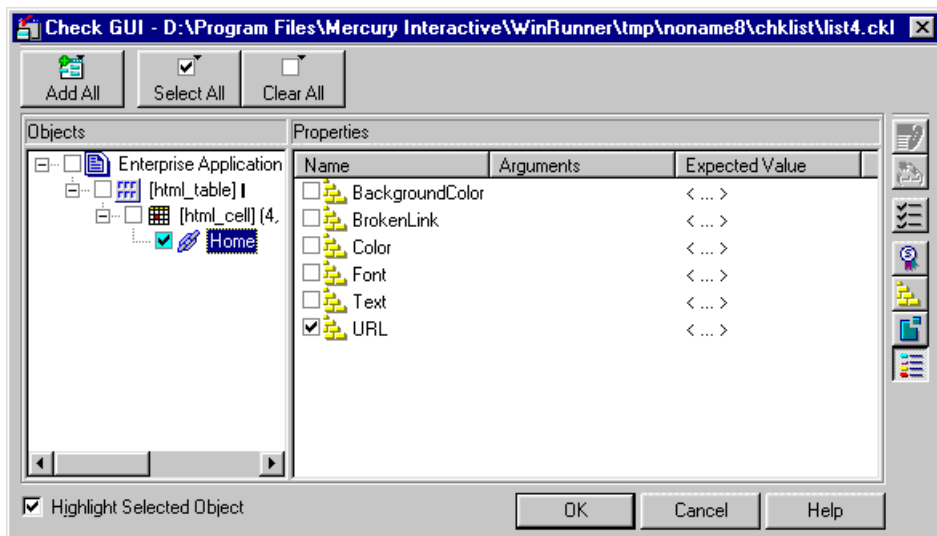 Check GUI - D:\Program Files\Mercury Interactive\WinRunner\tmp\noname8\chklist\list4.ckl
Add All Select All Clear All
Objects Properties
Name Arguments Expected Value
Enterprise Application
[html_table]
[html_cell] (4,
Home
BackgroundColor < ... >
BrokenLink < ... >
Color < ... >
Font < ... >
Text < ... >
URL < ... >
Highlight Selected Object
OK Cancel Help